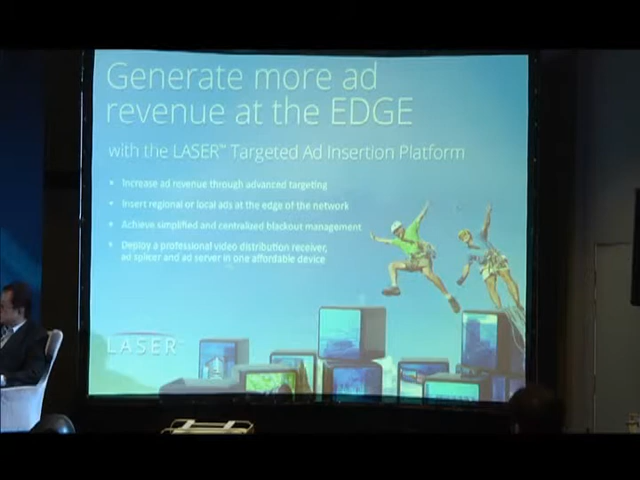 Generate more ad
revenue at the EDGE
with the LASER™ Targeted Ad Insertion Platform
• Increase ad revenue through advanced targeting
• Insert regional or local ads at the edge of the network
• Achieve simplified and centralized blackout management
• Deploy a professional video distribution receiver,
ad splicer and ad server in one affordable device
LASER